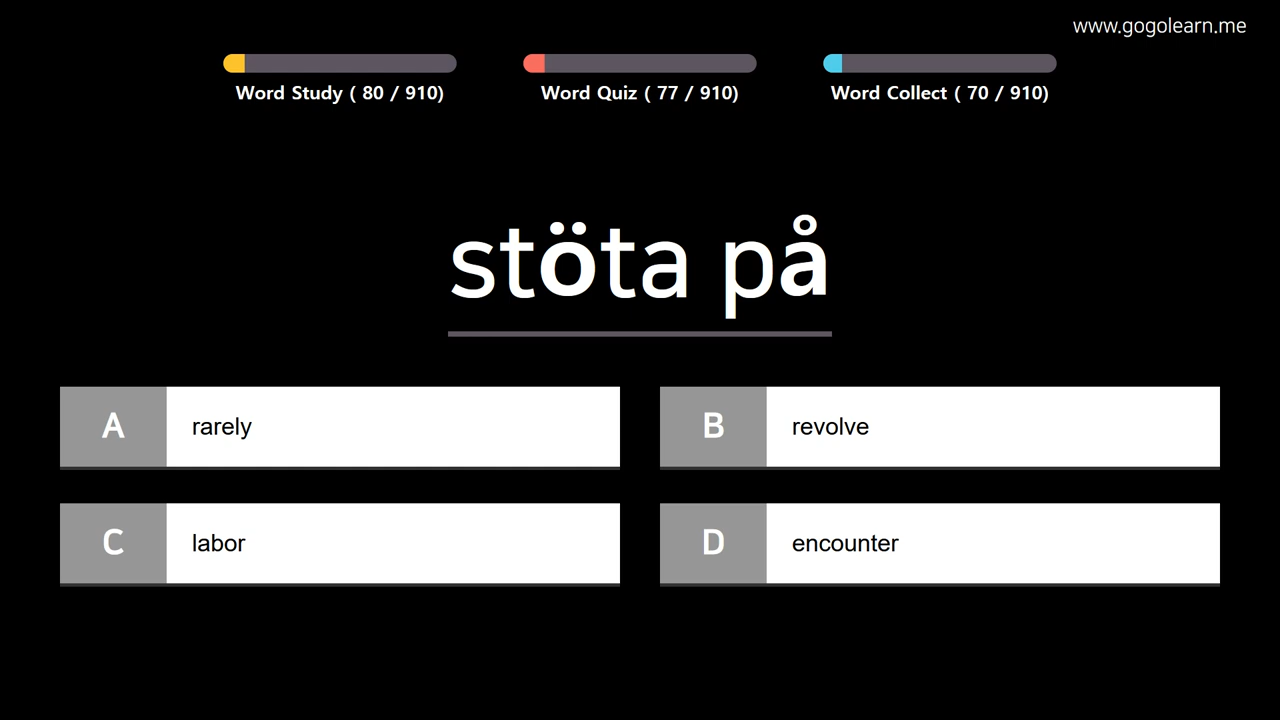 www.gogolearn.me
Word Study ( 80 / 910)
Word Quiz ( 77 / 910)
Word Collect ( 70 / 910)
stöta på
A rarely
B revolve
C labor
D encounter